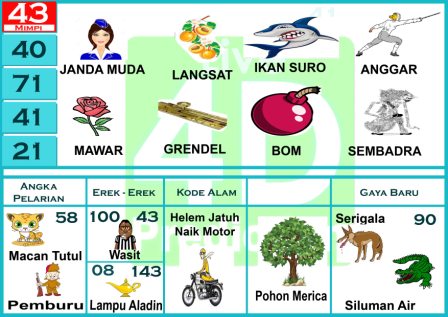 43
MIMPI
40
71
41
21
JANDA MUDA
LANGSAT
IKAN SURO
ANGGAR
MAWAR
GRENDEL
BOM
SEMBADRA
4D
ANGKA PELARIAN
EREK - EREK
KODE ALAM
GAYA BARU
58
Macan Tutul
Pemburu
100 43
Wasit
08 143
Lampu Aladin
Helem Jatuh
Naik Motor
Pohon Merica
Serigala
90
Siluman Air